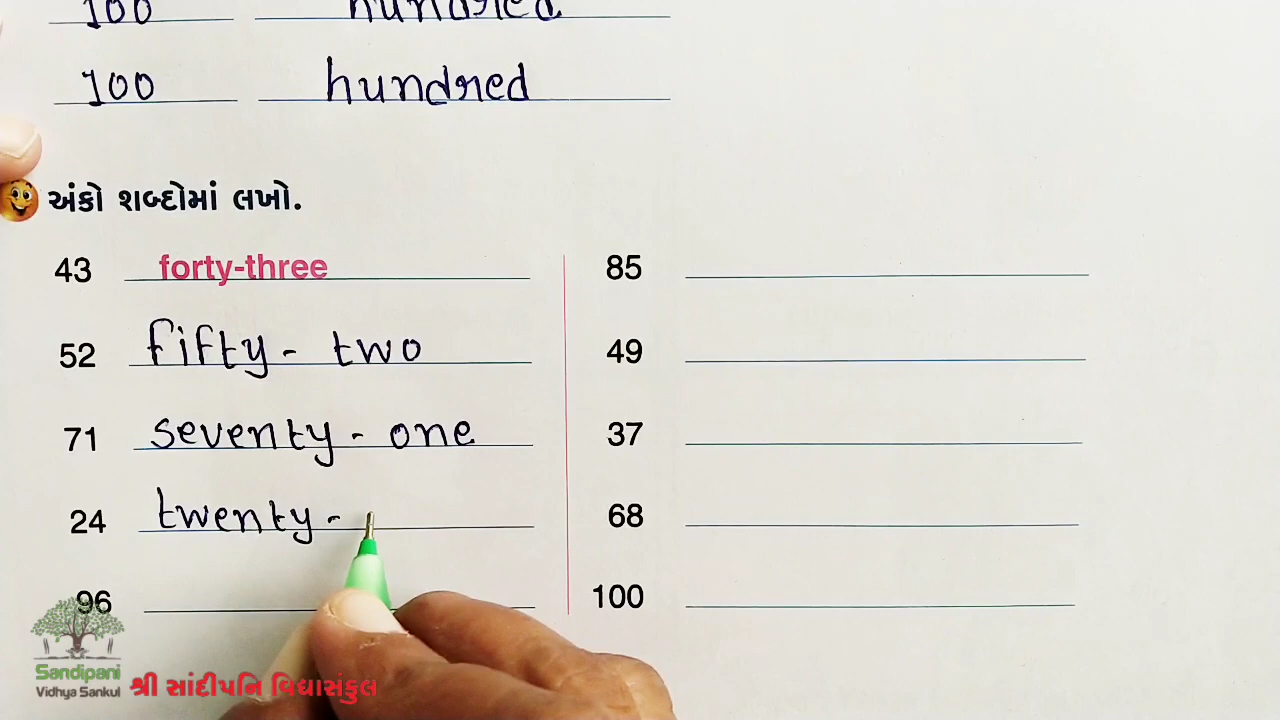 100 hundred
100 hundred
અંકો શબ્દોમાં લખો.
43 forty-three
52 fifty - two
71 seventy - one
24 twenty -
96
85
49
37
68
100
Sandipani
Vidhya Sankul
શ્રી સાંદીપનિ વિદ્યાસંકુલ